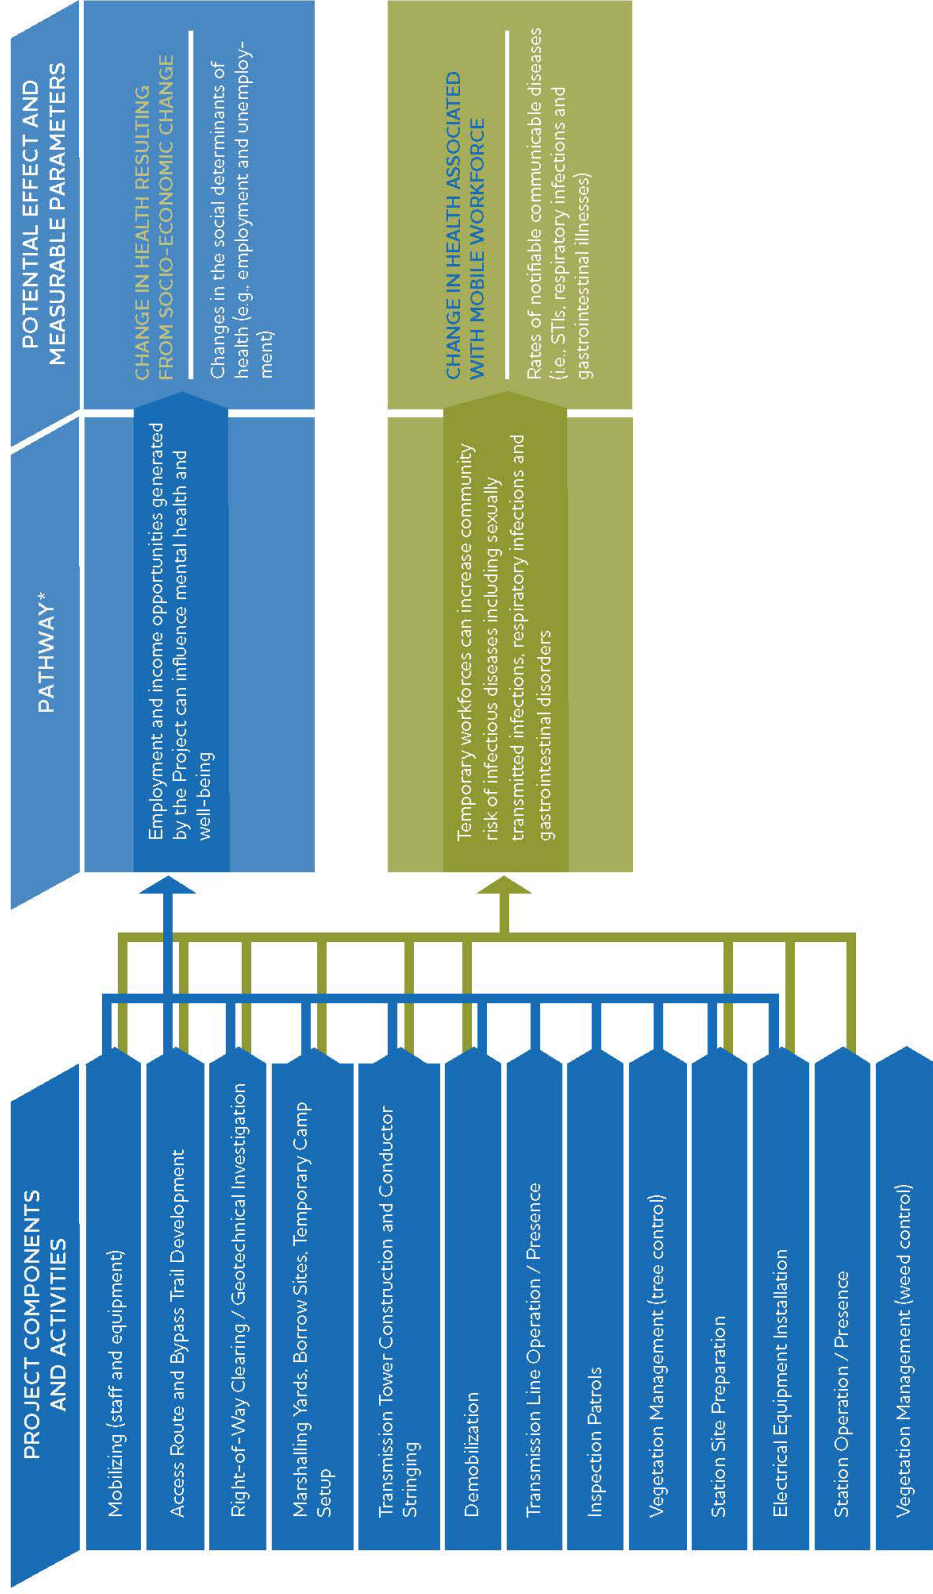 PROJECT COMPONENTS
AND ACTIVITIES
Mobilizing (staff and equipment)
Access Route and Bypass Trail Development
Right-of-Way Clearing / Geotechnical Investigation
Marshalling Yards, Borrow Sites, Temporary Camp
Setup
Transmission Tower Construction and Conductor
Stringing
Demobilization
Transmission Line Operation / Presence
Inspection Patrols
Vegetation Management (tree control)
Station Site Preparation
Electrical Equipment Installation
Station Operation / Presence
Vegetation Management (weed control)
PATHWAY*
Employment and income opportunities generated
by the Project can influence mental health and
well-being
Temporary workforces can increase community
risk of infectious diseases including sexually
transmitted infections, respiratory infections and
gastrointestinal disorders
POTENTIAL EFFECT AND
MEASURABLE PARAMETERS
CHANGE IN HEALTH RESULTING
FROM SOCIO-ECONOMIC CHANGE
Changes in the social determinants of
health (e.g., employment and unemploy-
ment)
CHANGE IN HEALTH ASSOCIATED
WITH MOBILE WORKFORCE
Rates of notifiable communicable diseases
(i.e., STIs, respiratory infections and
gastrointestinal illnesses)